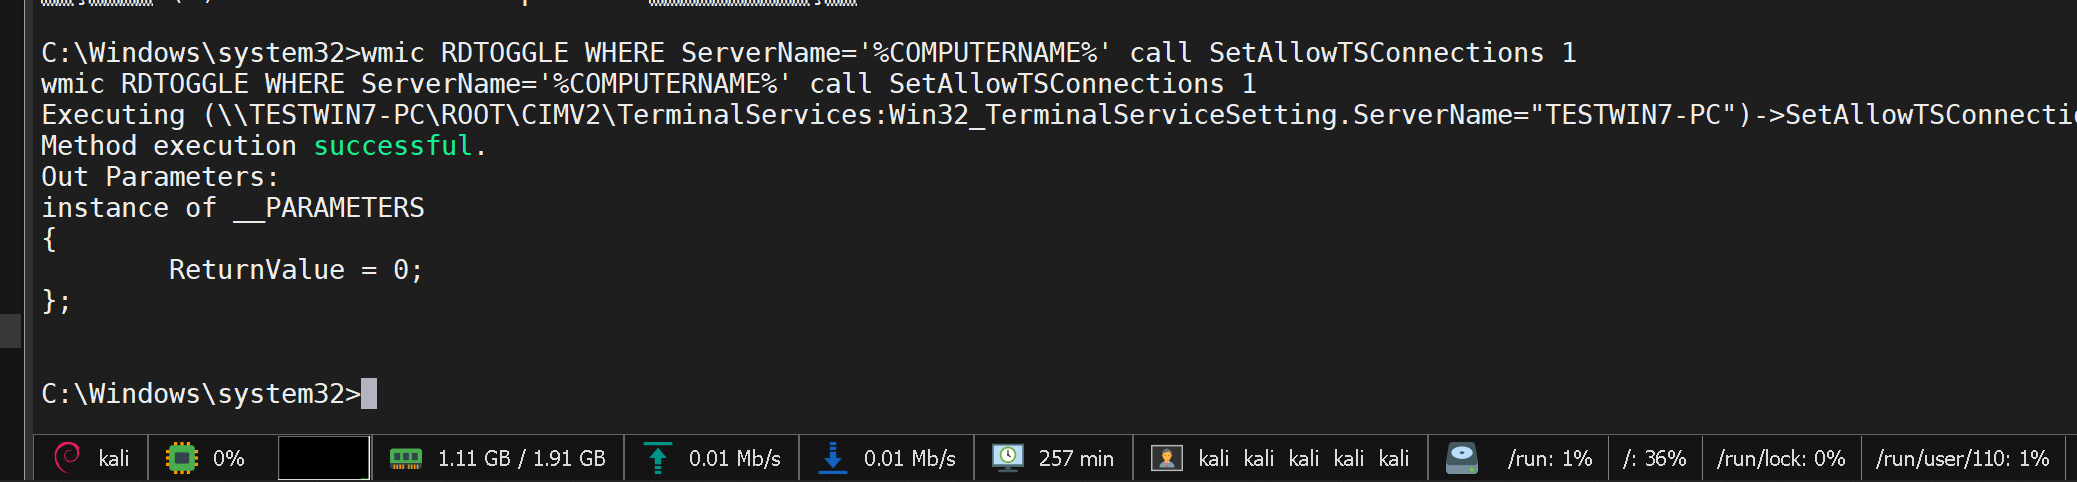 C:\Windows\system32>wmic RDTOGGLE WHERE ServerName='%COMPUTERNAME%' call SetAllowTSConnections 1
wmic RDTOGGLE WHERE ServerName='%COMPUTERNAME%' call SetAllowTSConnections 1
Executing (\\TESTWIN7-PC\ROOT\CIMV2\TerminalServices:Win32_TerminalServiceSetting.ServerName="TESTWIN7-PC")->SetAllowTSConnecti
Method execution successful.
Out Parameters:
instance of __PARAMETERS
{
        ReturnValue = 0;
};
C:\Windows\system32>
kali 0% 1.11 GB / 1.91 GB 0.01 Mb/s 0.01 Mb/s 257 min kali kali kali kali kali /run: 1% /: 36% /run/lock: 0% /run/user/110: 1%